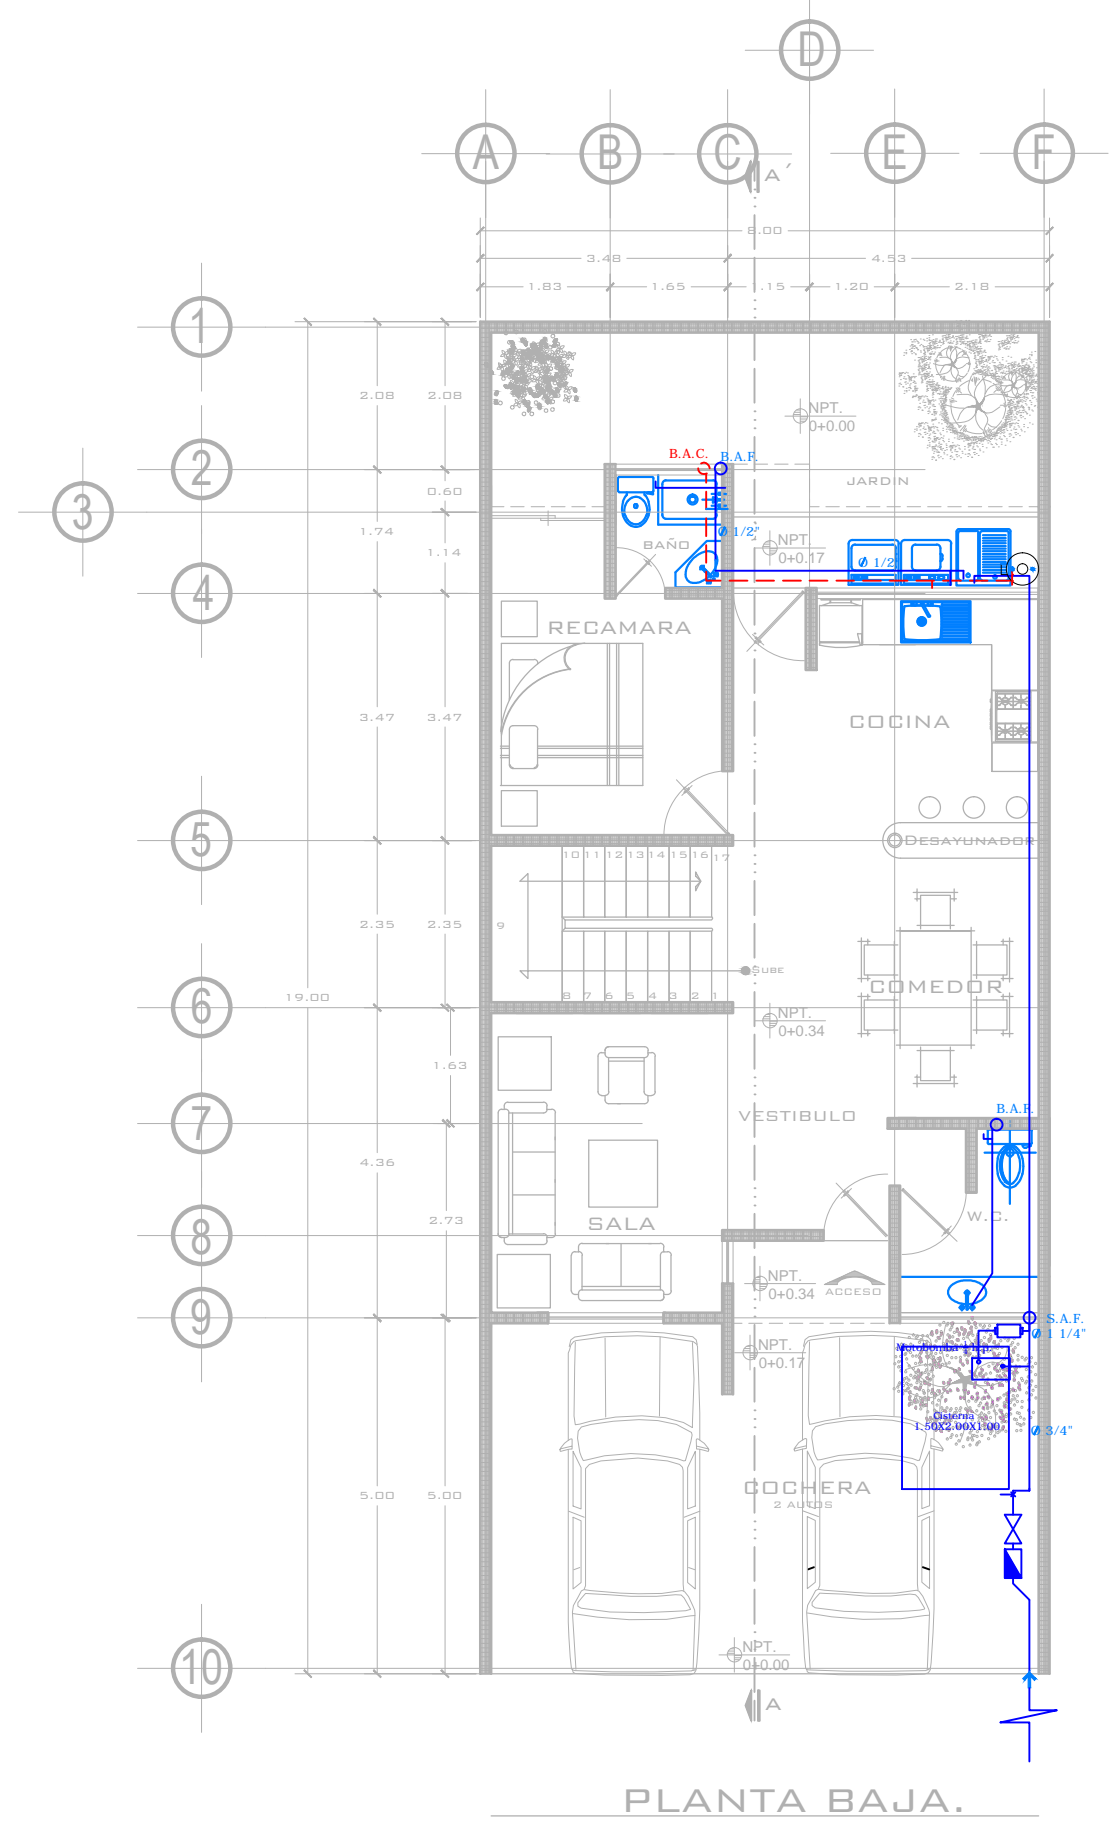 D
A
B
C
E
F
A´
8.00
3.48
4.53
1.83
1.65
1.15
1.20
2.18
1
2.08
2.08
NPT.
0+0.00
B.A.C.
B.A.F.
2
JARDIN
0.60
3
Ø 1/2"
1.74
NPT.
0+0.17
BAÑO
1.14
Ø 1/2
4
RECAMARA
3.47
3.47
COCINA
5
DESAYUNADOR
10 11 12 13 14 15 16 17
2.35
2.35
9
SUBE
COMEDOR
8 7 6 5 4 3 2 1
19.00
6
NPT.
0+0.34
1.63
B.A.F.
VESTIBULO
7
4.36
2.73
SALA
W.C.
8
NPT.
0+0.34
ACCESO
9
S.A.F.
Ø 1 1/4"
NPT.
0+0.17
Cisterna
1.50X2.00X1.00
Ø 3/4"
COCHERA
2 AUTOS
5.00
5.00
NPT.
0+0.00
10
A
PLANTA BAJA.